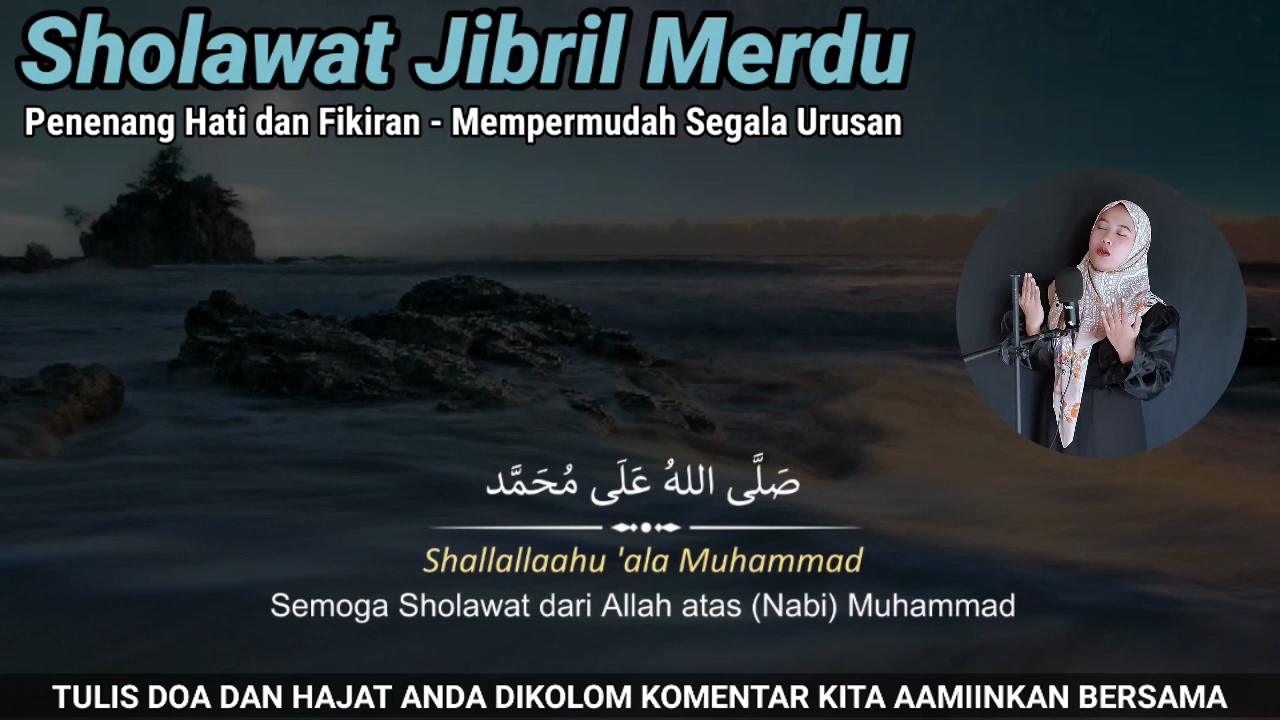 Sholawat Jibril Merdu
Penenang Hati dan Fikiran - Mempermudah Segala Urusan
صَلَّى اللهُ عَلَى مُحَمَّد
Shallallaahu 'ala Muhammad
Semoga Sholawat dari Allah atas (Nabi) Muhammad
TULIS DOA DAN HAJAT ANDA DIKOLOM KOMENTAR KITA AAMIINKAN BERSAMA